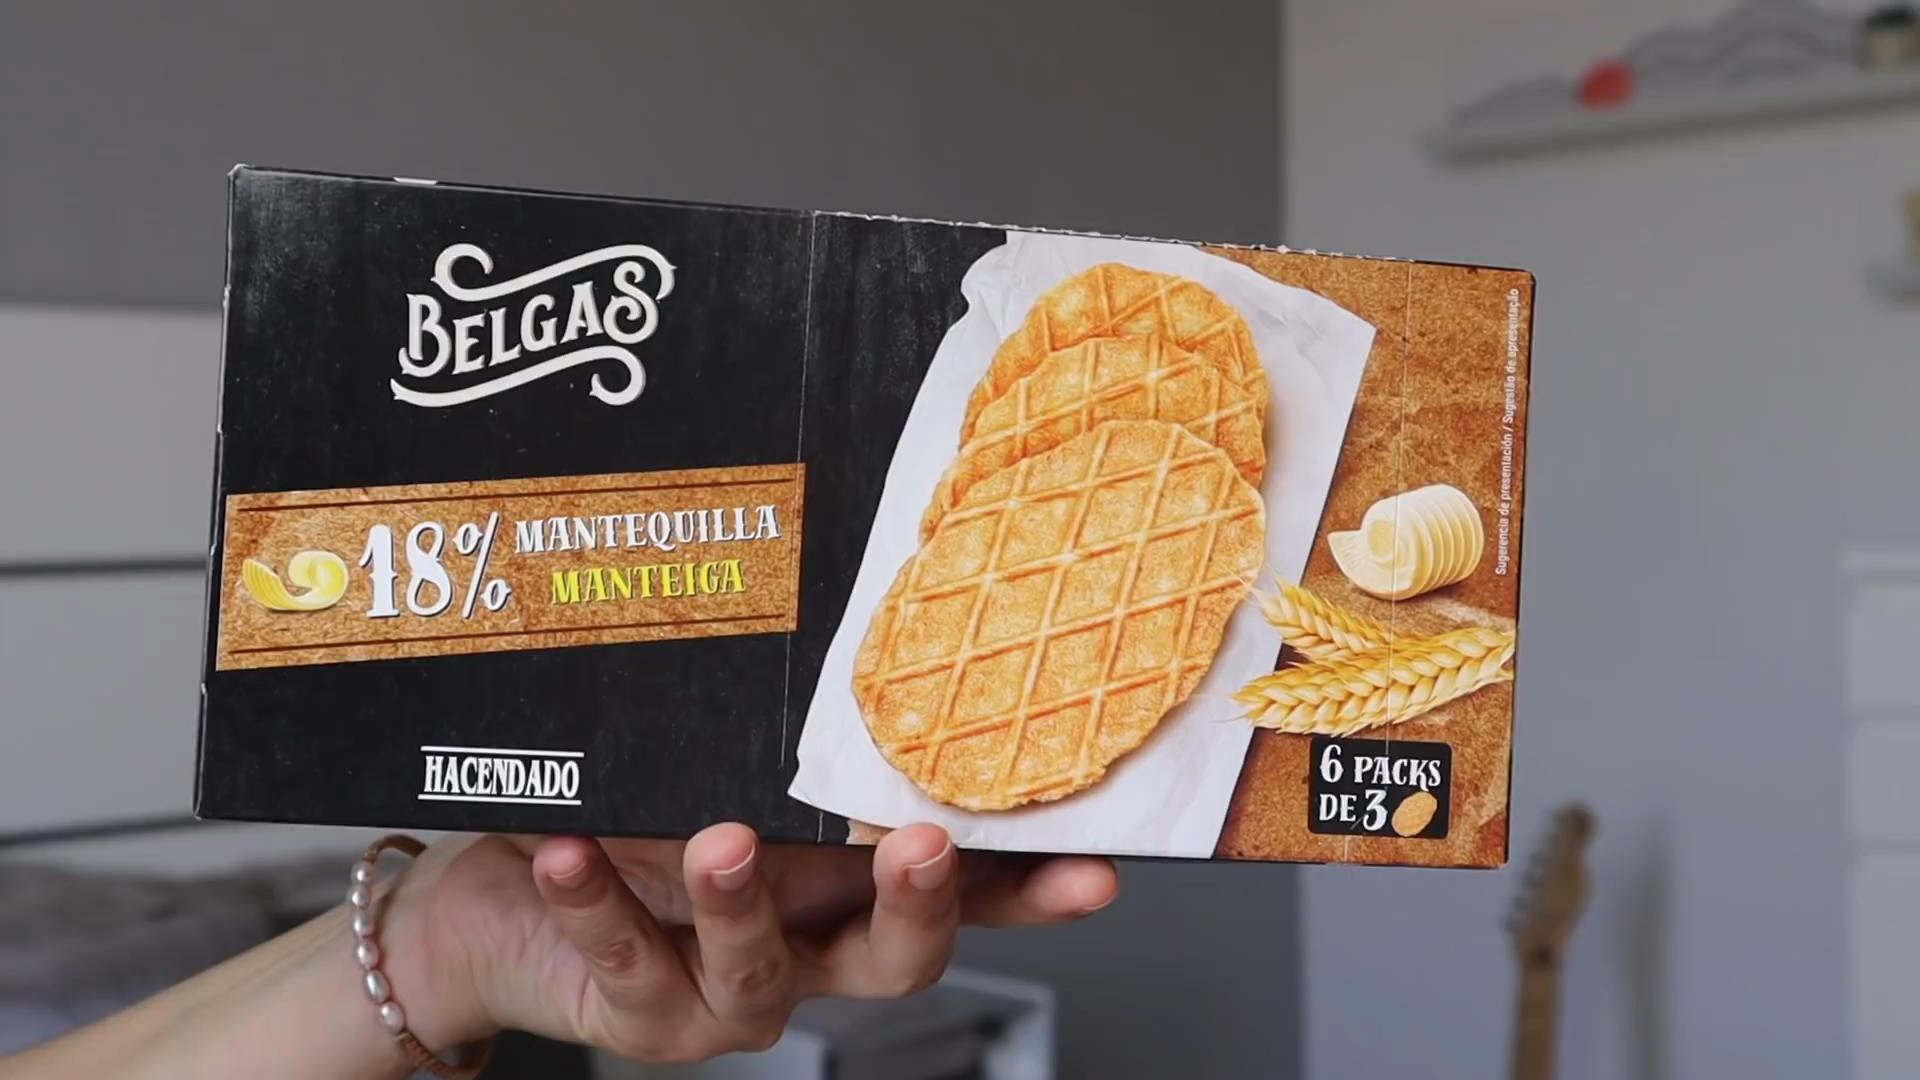 BELGAS
18% MANTEQUILLA
MANTEIGA
HACENDADO
6 PACKS
DE 3
Sugerencia de presentación / Sugestão de apresentação